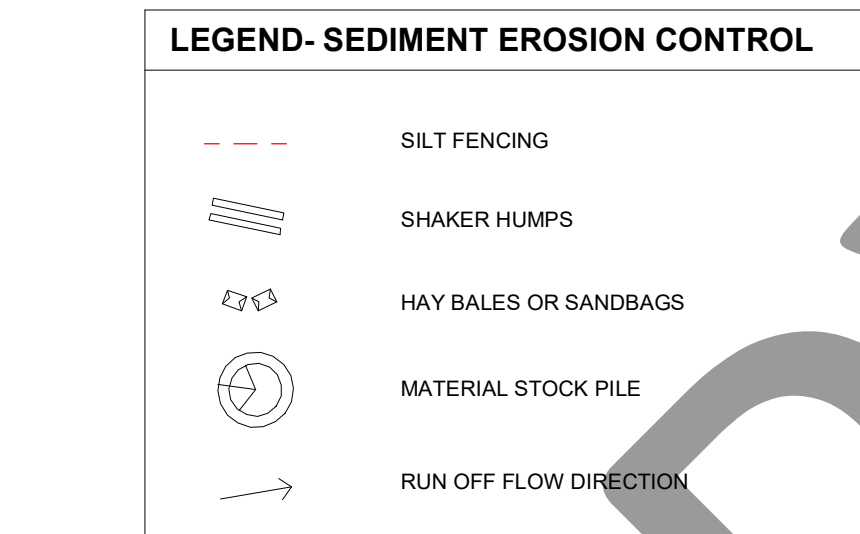 LEGEND- SEDIMENT EROSION CONTROL
SILT FENCING
SHAKER HUMPS
HAY BALES OR SANDBAGS
MATERIAL STOCK PILE
RUN OFF FLOW DIRECTION